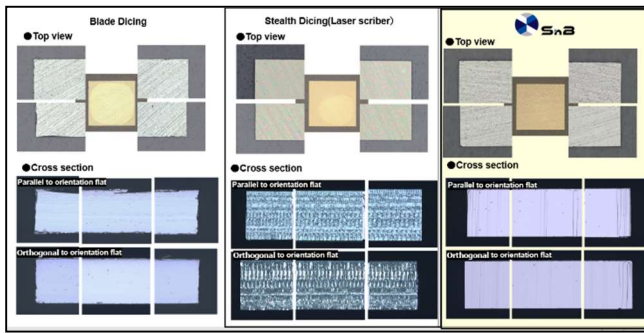 Blade Dicing
●Top view
●Cross section
Parallel to orientation flat
Orthogonal to orientation flat
Stealth Dicing(Laser scriber)
●Top view
●Cross section
Parallel to orientation flat
Orthogonal to orientation flat
SnB
●Top view
●Cross section
Parallel to orientation flat
Orthogonal to orientation flat